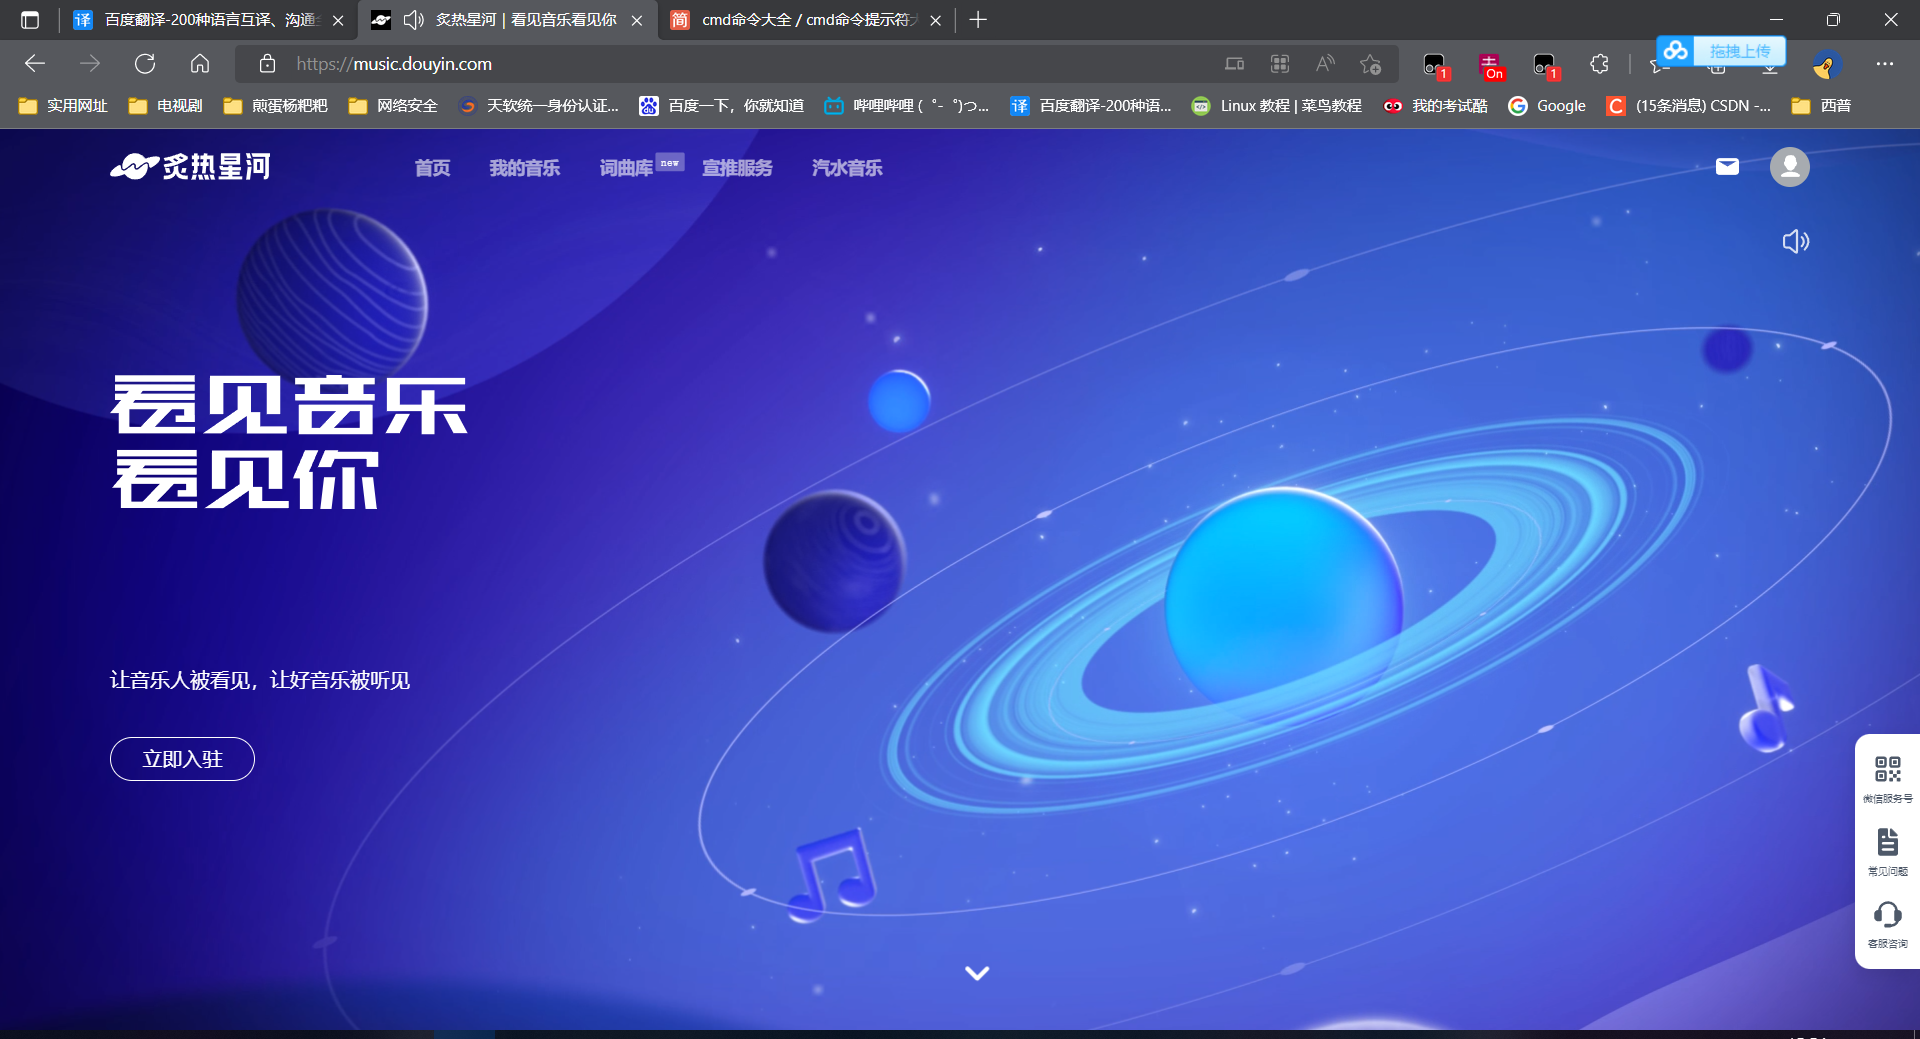 百度翻译-200种语言互译、沟通
炙热星河 | 看见音乐看见你
简
cmd命令大全 / cmd命令提示符
拖拽上传
https://music.douyin.com
1
On
1
实用网址
电视剧
煎蛋杨粑粑
网络安全
天软统一身份认证...
百度一下，你就知道
哔哩哔哩 ( ゜- ゜)つ...
译
百度翻译-200种语...
Linux 教程 | 菜鸟教程
我的考试酷
Google
(15条消息) CSDN -...
西普
炙热星河
首页
我的音乐
词曲库
new
宣推服务
汽水音乐
看见音乐
看见你
让音乐人被看见，让好音乐被听见
立即入驻
微信服务号
常见问题
客服咨询